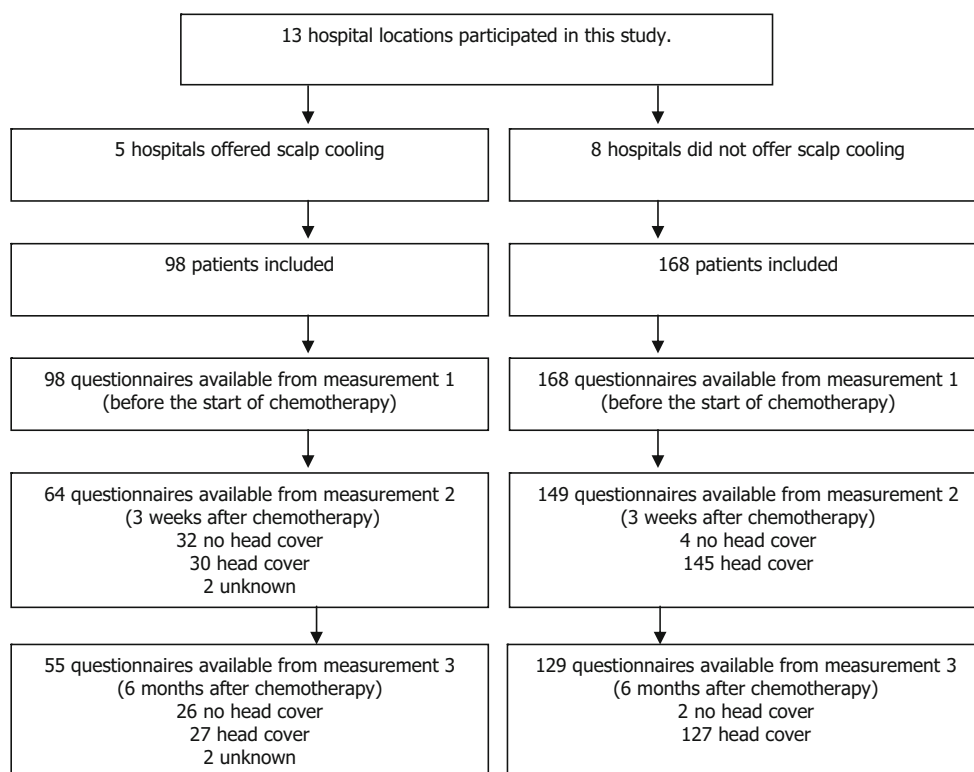 13 hospital locations participated in this study.
5 hospitals offered scalp cooling
8 hospitals did not offer scalp cooling
98 patients included
168 patients included
98 questionnaires available from measurement 1
(before the start of chemotherapy)
168 questionnaires available from measurement 1
(before the start of chemotherapy)
64 questionnaires available from measurement 2
(3 weeks after chemotherapy)
32 no head cover
30 head cover
2 unknown
149 questionnaires available from measurement 2
(3 weeks after chemotherapy)
4 no head cover
145 head cover
55 questionnaires available from measurement 3
(6 months after chemotherapy)
26 no head cover
27 head cover
2 unknown
129 questionnaires available from measurement 3
(6 months after chemotherapy)
2 no head cover
127 head cover